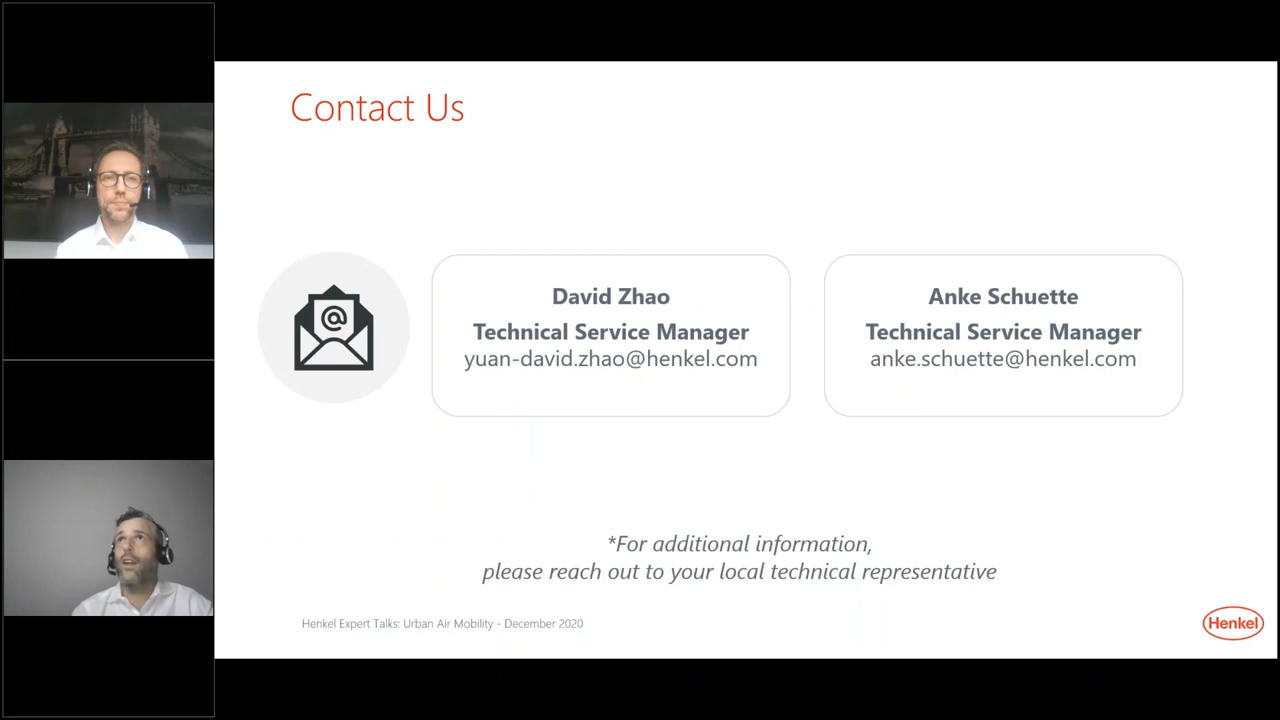 Contact Us
@
David Zhao
Technical Service Manager
yuan-david.zhao@henkel.com
Anke Schuette
Technical Service Manager
anke.schuette@henkel.com
*For additional information,
please reach out to your local technical representative
Henkel Expert Talks: Urban Air Mobility - December 2020
Henkel